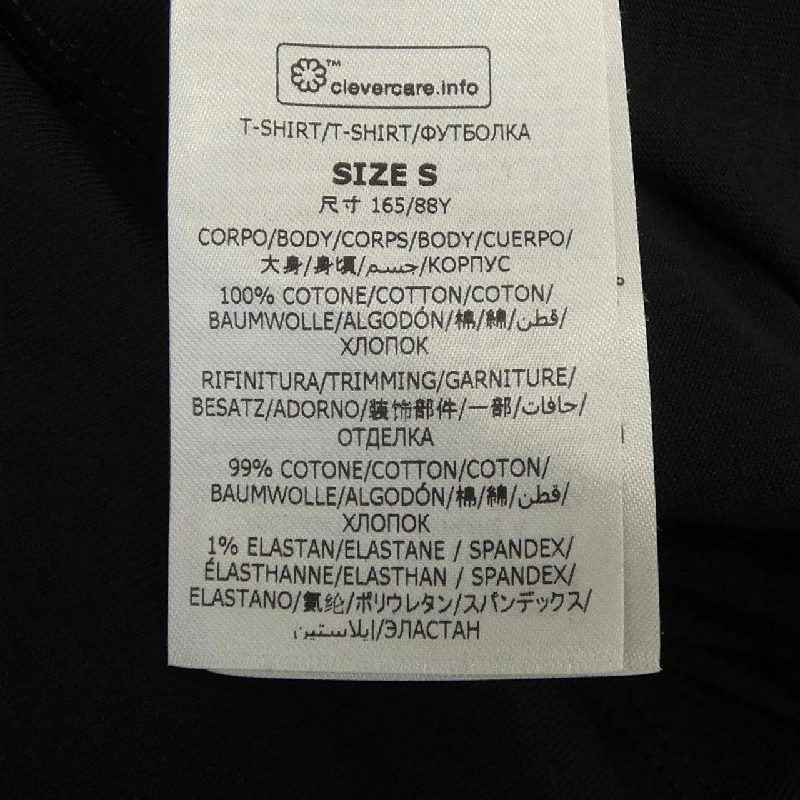 clevercare.info™
T-SHIRT/T-SHIRT/ФУТБОЛКА
SIZE S
尺寸 165/88Y
CORPO/BODY/CORPS/BODY/CUERPO/
大身/身頃/جسم/КОРПУС
100% COTONE/COTTON/COTON/
BAUMWOLLE/ALGODÓN/棉/綿/قطن/
ХЛОПОК
RIFINITURA/TRIMMING/GARNITURE/
BESATZ/ADORNO/装饰部件/一部/حافات/
ОТДЕЛКА
99% COTONE/COTTON/COTON/
BAUMWOLLE/ALGODÓN/棉/綿/قطن/
ХЛОПОК
1% ELASTAN/ELASTANE / SPANDEX/
ÉLASTHANNE/ELASTHAN / SPANDEX/
ELASTANO/氨纶/ポリウレタン/スパンデックス/
إيلاستين/ЭЛАСТАН